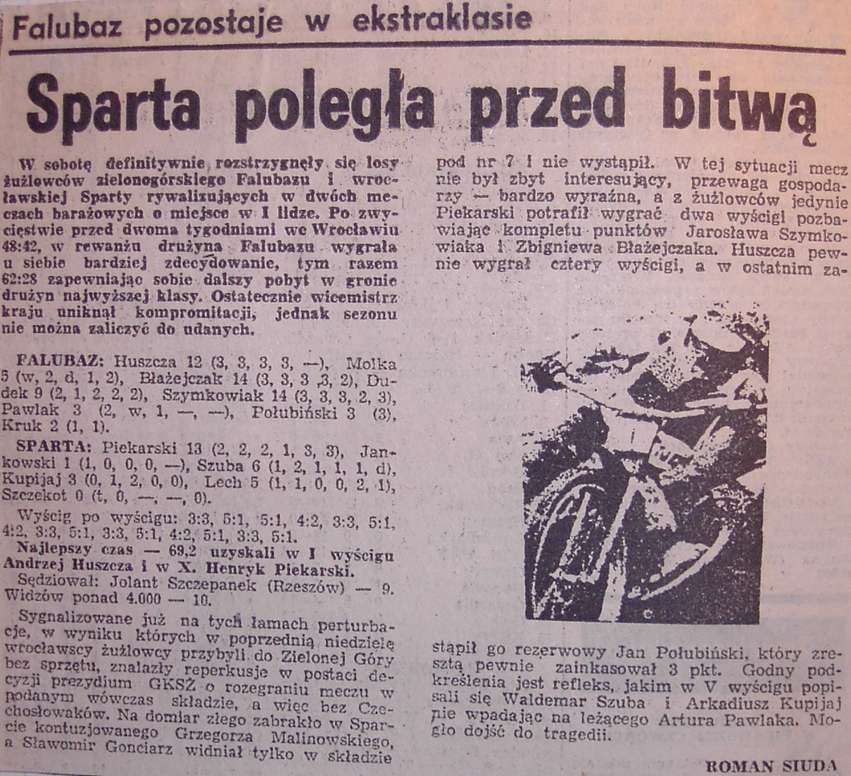 Falubaz pozostaje w ekstraklasie
Sparta poległa przed bitwą
W sobotę definitywnie rozstrzygnęły się losy
żużlowców zielonogórskiego Falubazu i wroc-
ławskiej Sparty rywalizujących w dwóch me-
czach barażowych o miejsce w I lidze. Po zwy-
cięstwie przed dwoma tygodniami we Wrocławiu
48:42, w rewanżu drużyna Falubazu wygrała
u siebie bardziej zdecydowanie, tym razem
62:28 zapewniając sobie dalszy pobyt w gronie
drużyn najwyższej klasy. Ostatecznie wicemistrz
kraju uniknął kompromitacji, jednak sezonu
nie można zaliczyć do udanych.
FALUBAZ: Huszcza 12 (3, 3, 3, 3, —), Molka
5 (w, 2, d, 1, 2), Błażejczak 14 (3, 3, 3, 3, 2), Du-
dek 9 (2, 1, 2, 2, 2), Szymkowiak 14 (3, 3, 3, 2, 3),
Pawlak 3 (2, w, 1, —, —), Połubiński 3 (3),
Kruk 2 (1, 1).
SPARTA: Piekarski 13 (2, 2, 2, 1, 3, 3), Jan-
kowski 1 (1, 0, 0, 0, —), Szuba 6 (1, 2, 1, 1, 1, d),
Kupijaj 3 (0, 1, 2, 0, 0), Lech 5 (1, 1, 0, 0, 2, 1),
Szczekot 0 (t, 0, —, —, 0).
Wyścig po wyścigu: 3:3, 5:1, 5:1, 4:2, 3:3, 5:1,
4:2, 3:3, 5:1, 3:3, 5:1, 4:2, 5:1, 3:3, 5:1.
Najlepszy czas — 69,2 uzyskali w I wyścigu
Andrzej Huszcza i w X. Henryk Piekarski.
Sędziował: Jolant Szczepanek (Rzeszów) — 9.
Widzów ponad 4.000 — 10.
Sygnalizowane już na tych łamach perturba-
cje, w wyniku których w poprzednią niedzielę
wrocławscy żużlowcy przybyli do Zielonej Góry
bez sprzętu, znalazły reperkusje w postaci de-
cyzji prezydium GKSŻ o rozegraniu meczu w
podanym wówczas składzie, a więc bez Cze-
chosłowaków. Na domiar złego zabrakło w Spar-
cie kontuzjowanego Grzegorza Malinowskiego,
a Sławomir Gonciarz widniał tylko w składzie
pod nr 7 i nie wystąpił. W tej sytuacji mecz
nie był zbyt interesujący, przewaga gospoda-
rzy — bardzo wyraźna, a z żużlowców jedynie
Piekarski potrafił wygrać dwa wyścigi pozba-
wiając kompletu punktów Jarosława Szymko-
wiaka i Zbigniewa Błażejczaka. Huszcza pew-
nie wygrał cztery wyścigi, a w ostatnim za-
stąpił go rezerwowy Jan Połubiński, który zre-
sztą pewnie zainkasował 3 pkt. Godny pod-
kreślenia jest refleks, jakim w V wyścigu popi-
sali się Waldemar Szuba i Arkadiusz Kupijaj
nie wpadając na leżącego Artura Pawlaka. Mo-
gło dojść do tragedii.
ROMAN SIUDA